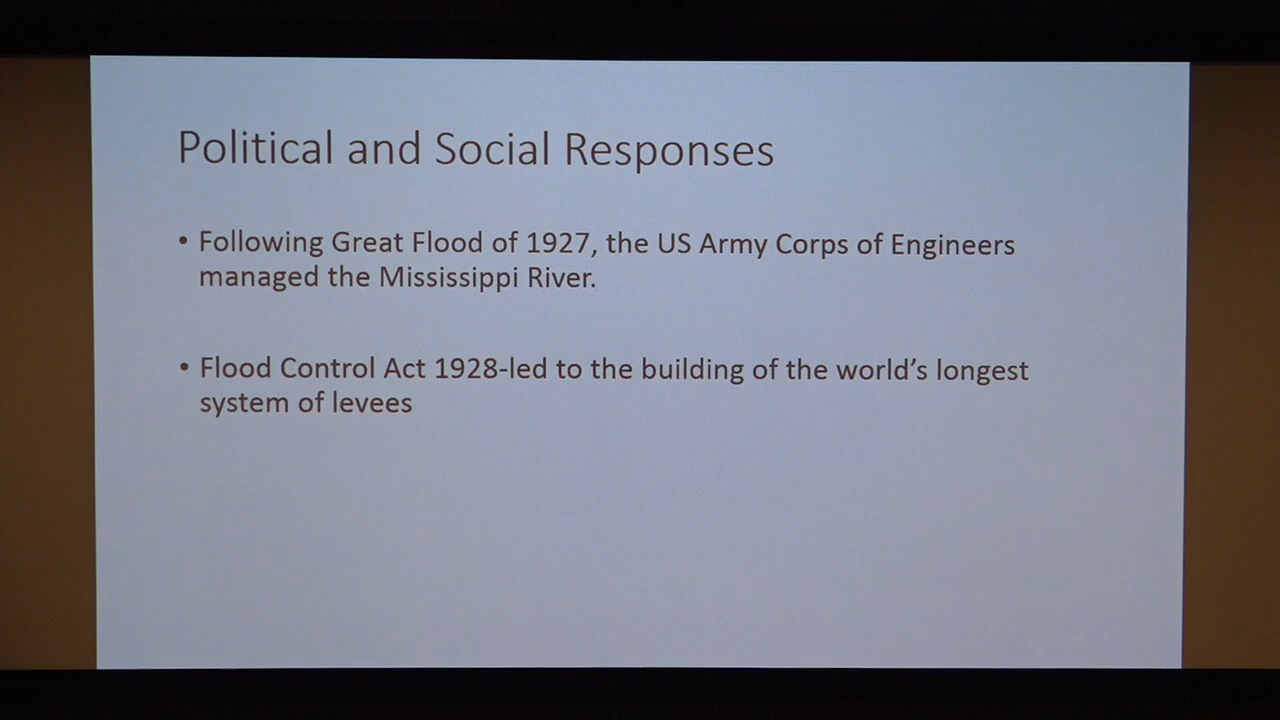 Political and Social Responses
• Following Great Flood of 1927, the US Army Corps of Engineers
managed the Mississippi River.
• Flood Control Act 1928-led to the building of the world’s longest
system of levees